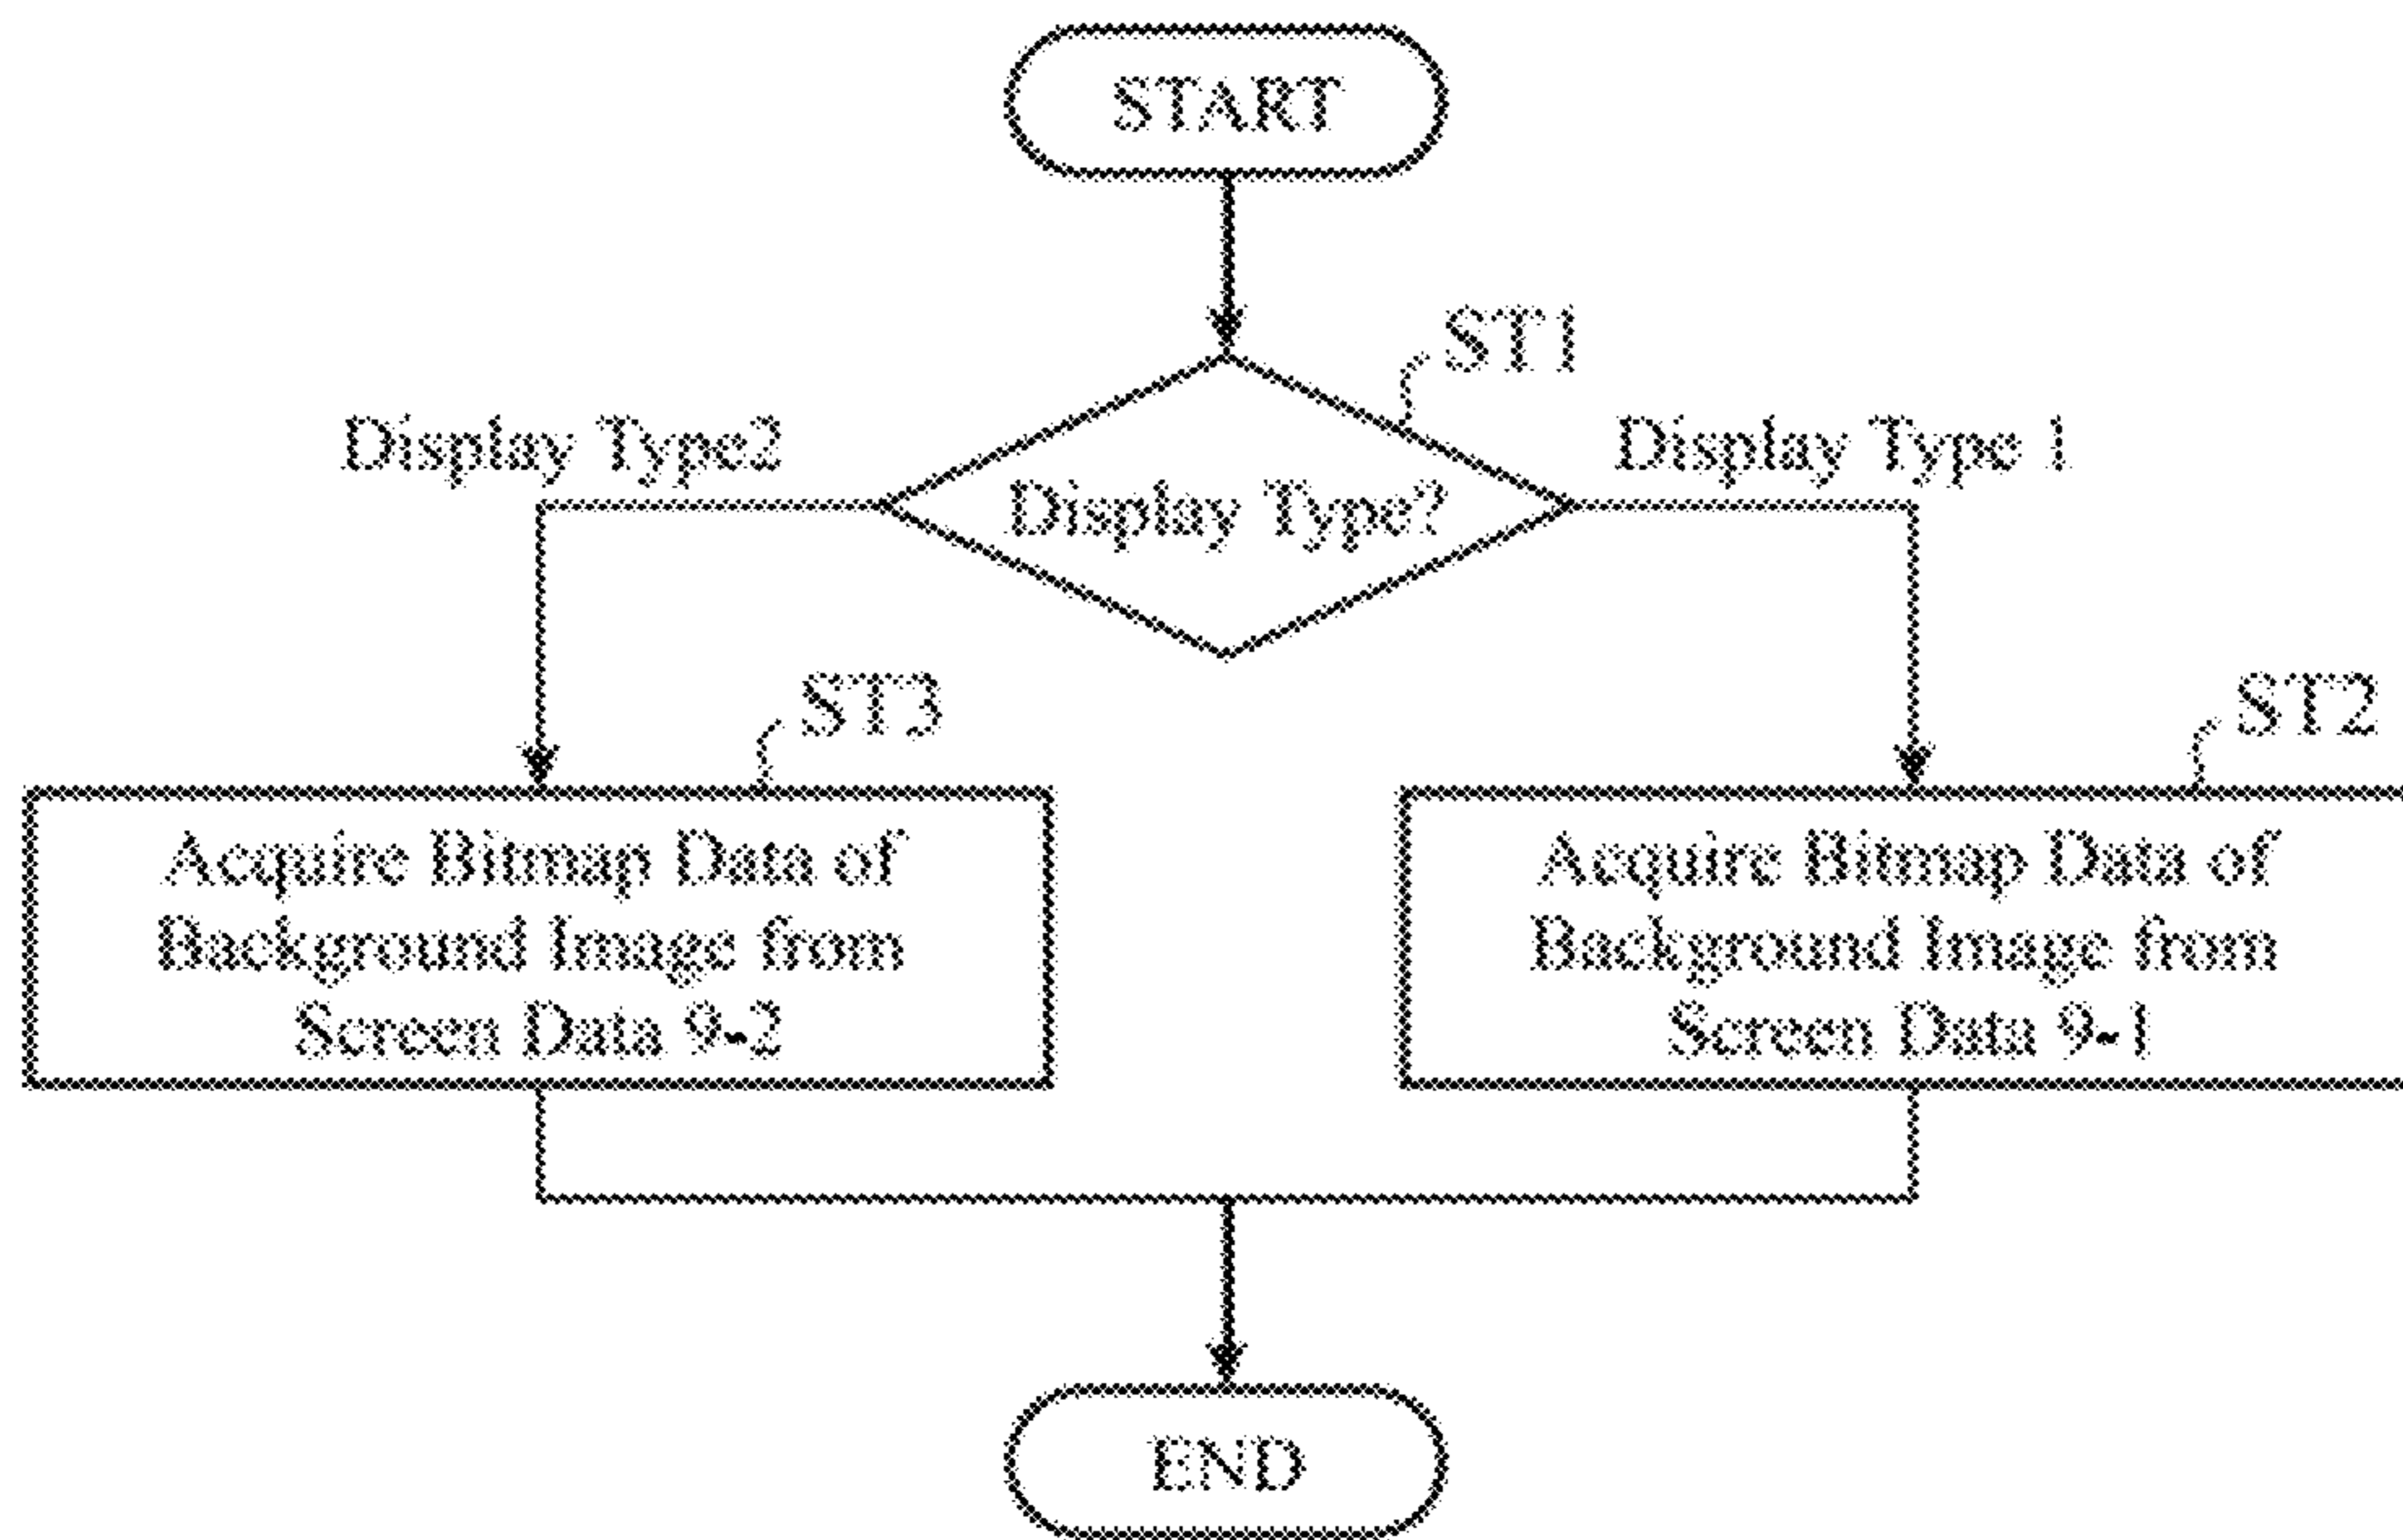 START
ST1
Display Type2
Display Type 1
Display Type?
ST3
ST2
Acquire Bitmap Data of
Background Image from
Screen Data 9-2
Acquire Bitmap Data of
Background Image from
Screen Data 9-1
END